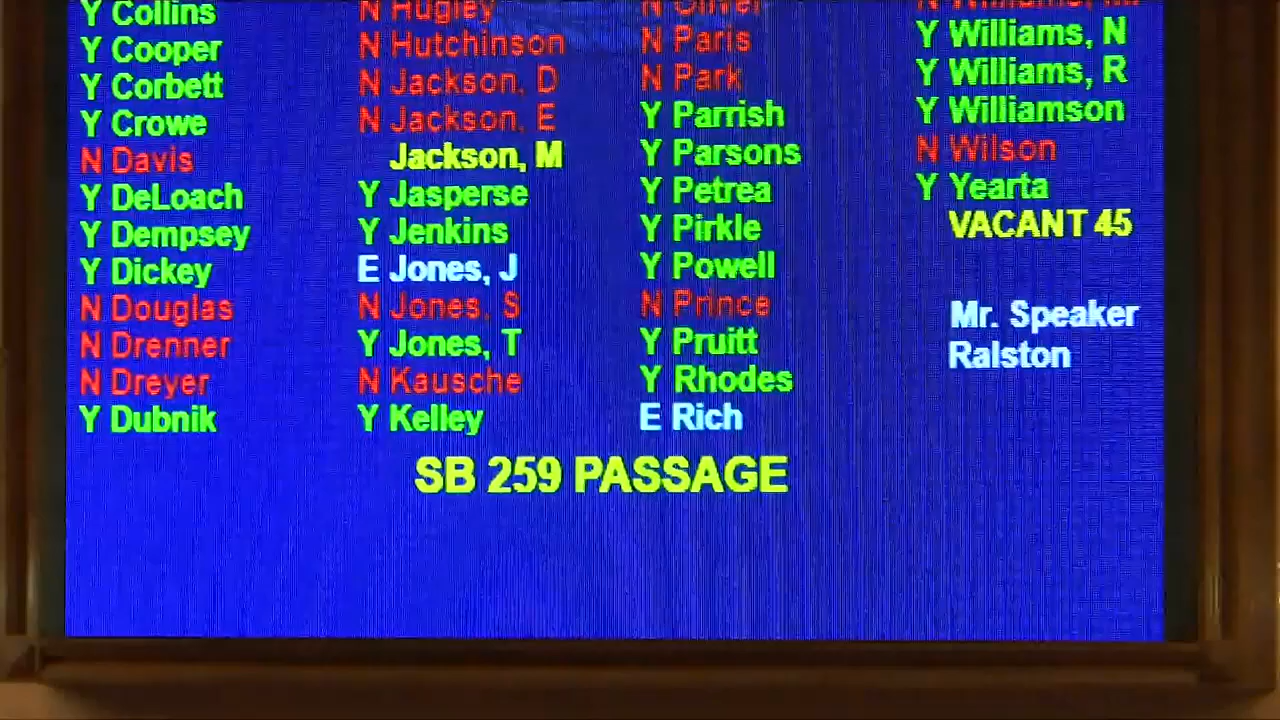 Y Collins
Y Cooper
Y Corbett
Y Crowe
N Davis
Y DeLoach
Y Dempsey
Y Dickey
N Douglas
N Drenner
N Dreyer
Y Dubnik
N Hugley
N Hutchinson
N Jackson, D
N Jackson, E
Jackson, M
Y Jasperse
Y Jenkins
E Jones, J
N Jones, S
Y Jones, T
N Kausche
Y Kelley
N Oliver
N Paris
N Park
Y Parrish
Y Parsons
Y Petrea
Y Pirkle
Y Powell
N Prince
Y Pruitt
Y Rhodes
E Rich
Y Williams, N
Y Williams, R
Y Williamson
N Wilson
Y Yearta
VACANT 45
Mr. Speaker
Ralston
SB 259 PASSAGE